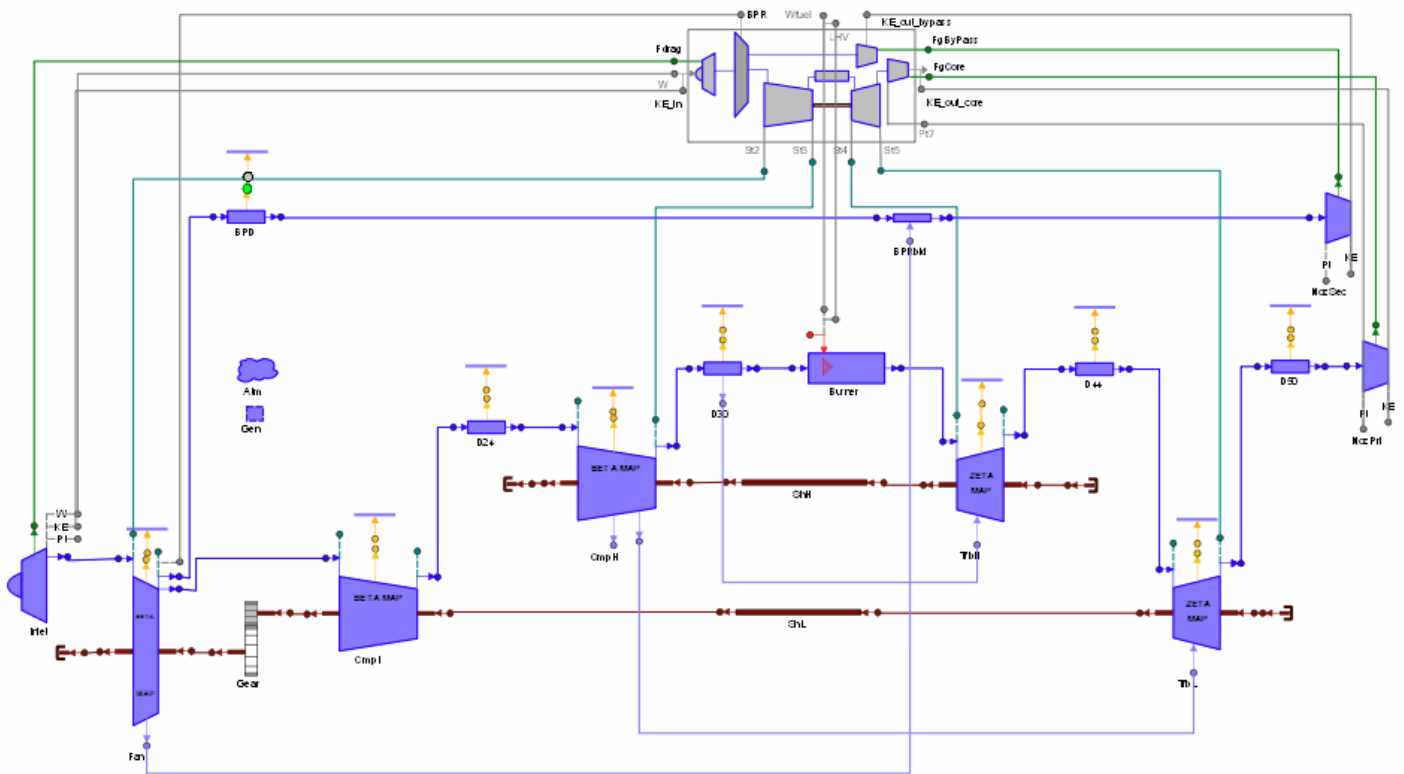 BPR
Wfuel
KE_out_bypass
LHV
Fdrag
FgByPass
FgCore
W
KE_in
KE_out_core
Pt7
St2
St3
St4
St5
BPD
BPRbld
PI
KE
NozSec
Atm
Gen
D24
D30
Burner
D44
D50
PI
KE
NozPri
BETA MAP
ZETA
MAP
ShH
W
KE
PI
CmpH
TrbH
Inlet
BETA MAP
ZETA
MAP
MAP
ShL
CmpI
Gear
TrbL
Fan